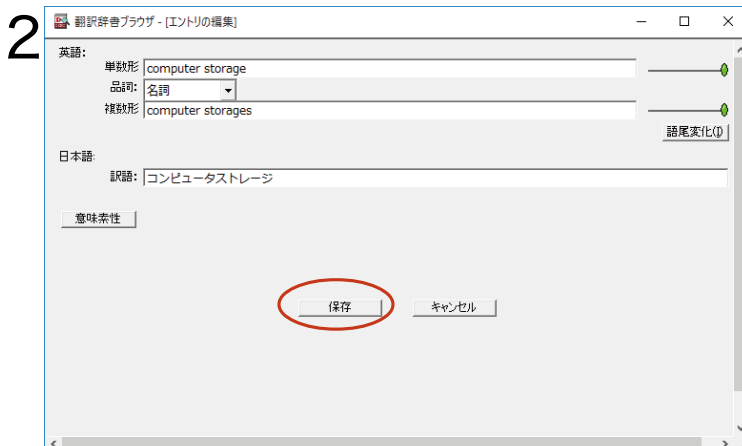 2
翻訳辞書ブラウザ - [エントリの編集]
英語:
単数形 computer storage
品詞: 名詞
複数形 computer storages
語尾変化(I)
日本語:
訳語: コンピュータストレージ
意味素性
保存 キャンセル